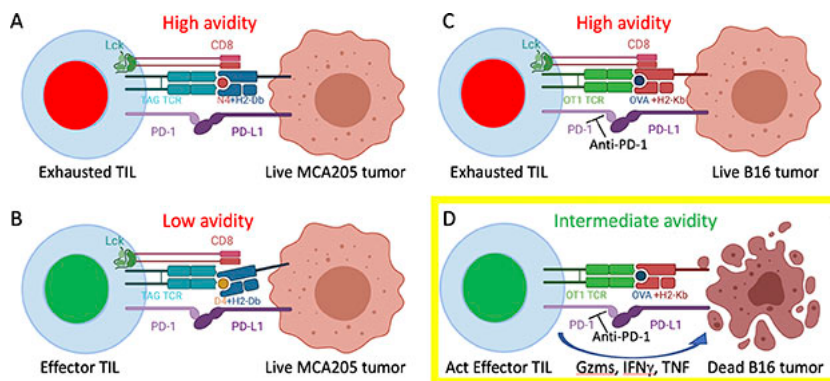 A
High avidity
Lck
CD8
TAG TCR
N4+H2-Db
PD-1
PD-L1
Exhausted TIL
Live MCA205 tumor
B
Low avidity
Lck
CD8
TAG TCR
D4+H2-Db
PD-1
PD-L1
Effector TIL
Live MCA205 tumor
C
High avidity
Lck
CD8
OT1 TCR
OVA +H2-Kb
PD-1
PD-L1
Anti-PD-1
Exhausted TIL
Live B16 tumor
D
Intermediate avidity
OT1 TCR
OVA +H2-Kb
PD-1
PD-L1
Anti-PD-1
Act Effector TIL
Gzms, IFNγ, TNF
Dead B16 tumor